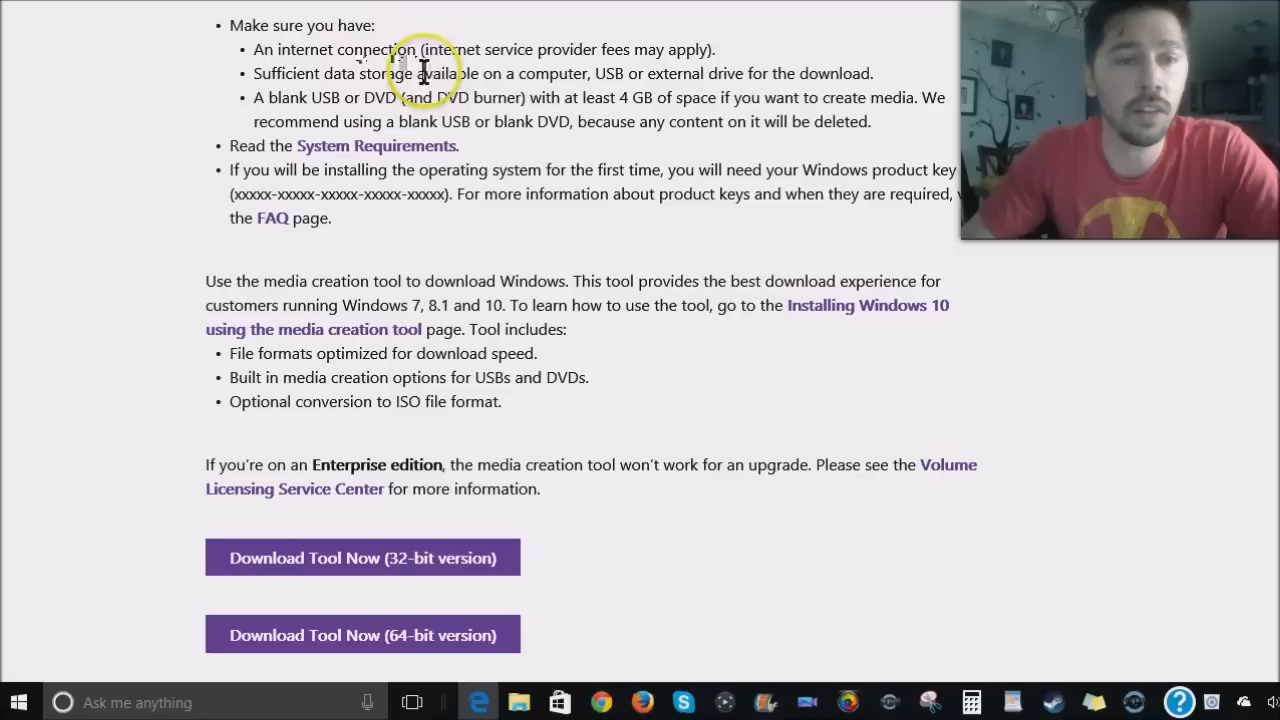 Make sure you have:
An internet connection (internet service provider fees may apply).
Sufficient data storage available on a computer, USB or external drive for the download.
A blank USB or DVD (and DVD burner) with at least 4 GB of space if you want to create media. We
recommend using a blank USB or blank DVD, because any content on it will be deleted.
Read the System Requirements.
If you will be installing the operating system for the first time, you will need your Windows product key
(xxxxx-xxxxx-xxxxx-xxxxx-xxxxx). For more information about product keys and when they are required,
the FAQ page.
Use the media creation tool to download Windows. This tool provides the best download experience for
customers running Windows 7, 8.1 and 10. To learn how to use the tool, go to the Installing Windows 10
using the media creation tool page. Tool includes:
File formats optimized for download speed.
Built in media creation options for USBs and DVDs.
Optional conversion to ISO file format.
If you're on an Enterprise edition, the media creation tool won't work for an upgrade. Please see the Volume
Licensing Service Center for more information.
Download Tool Now (32-bit version)
Download Tool Now (64-bit version)
Ask me anything